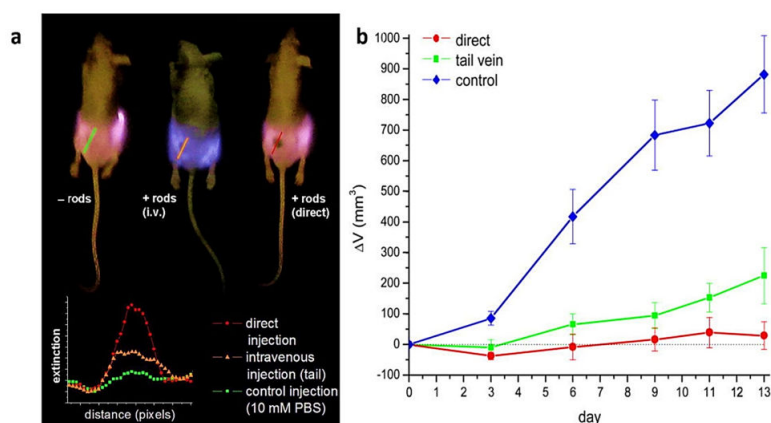 a
– rods
+ rods
(i.v.)
+ rods
(direct)
extinction
distance (pixels)
direct
injection
intravenous
injection (tail)
control injection
(10 mM PBS)
b
direct
tail vein
control
ΔV (mm³)
1000
900
800
700
600
500
400
300
200
100
0
-100
0 1 2 3 4 5 6 7 8 9 10 11 12 13
day